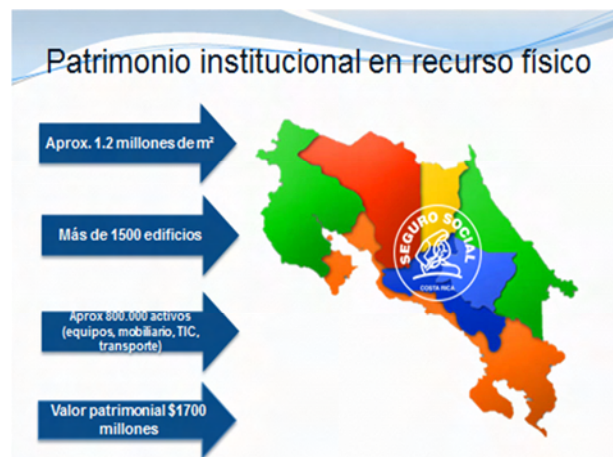 Patrimonio institucional en recurso físico
Aprox. 1.2 millones de m²
Más de 1500 edificios
Aprox 800.000 activos
(equipos, mobiliario, TIC,
transporte)
Valor patrimonial $1700
millones
SEGURO SOCIAL
COSTA RICA